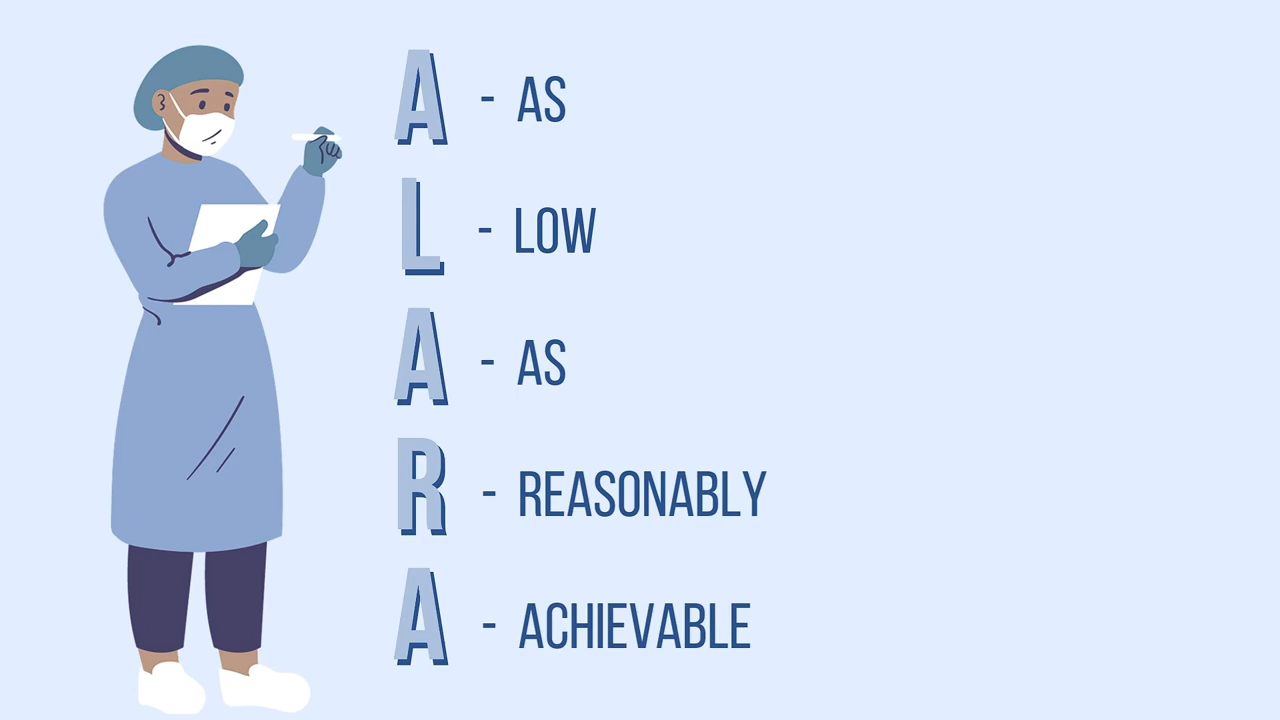 A - AS
L - LOW
A - AS
R - REASONABLY
A - ACHIEVABLE